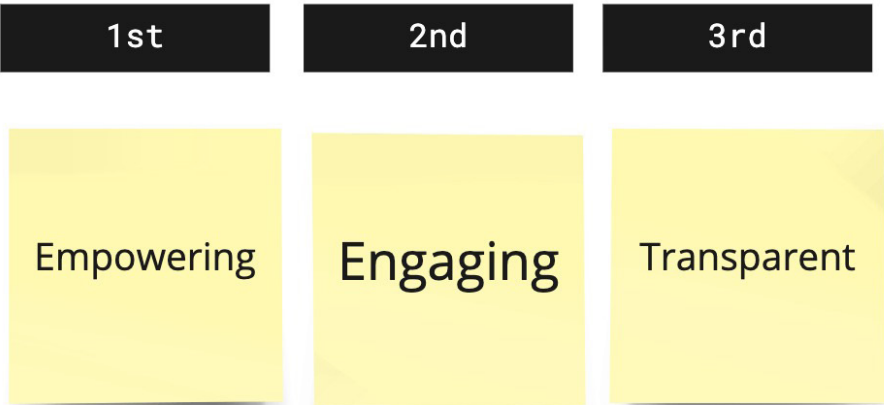 1st
2nd
3rd
Empowering
Engaging
Transparent